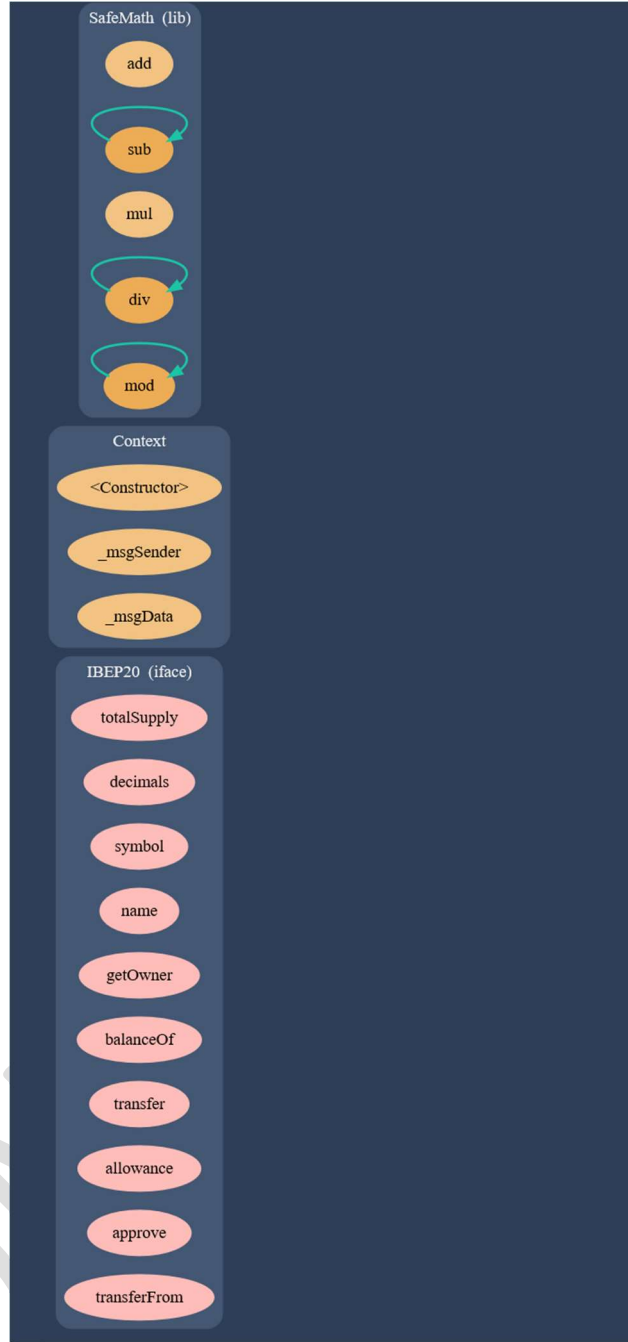 SafeMath (lib)
add
sub
mul
div
mod
Context
<Constructor>
_msgSender
_msgData
IBEP20 (iface)
totalSupply
decimals
symbol
name
getOwner
balanceOf
transfer
allowance
approve
transferFrom